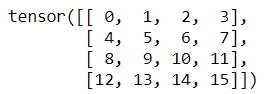 tensor([[ 0,  1,  2,  3],
        [ 4,  5,  6,  7],
        [ 8,  9, 10, 11],
        [12, 13, 14, 15]])